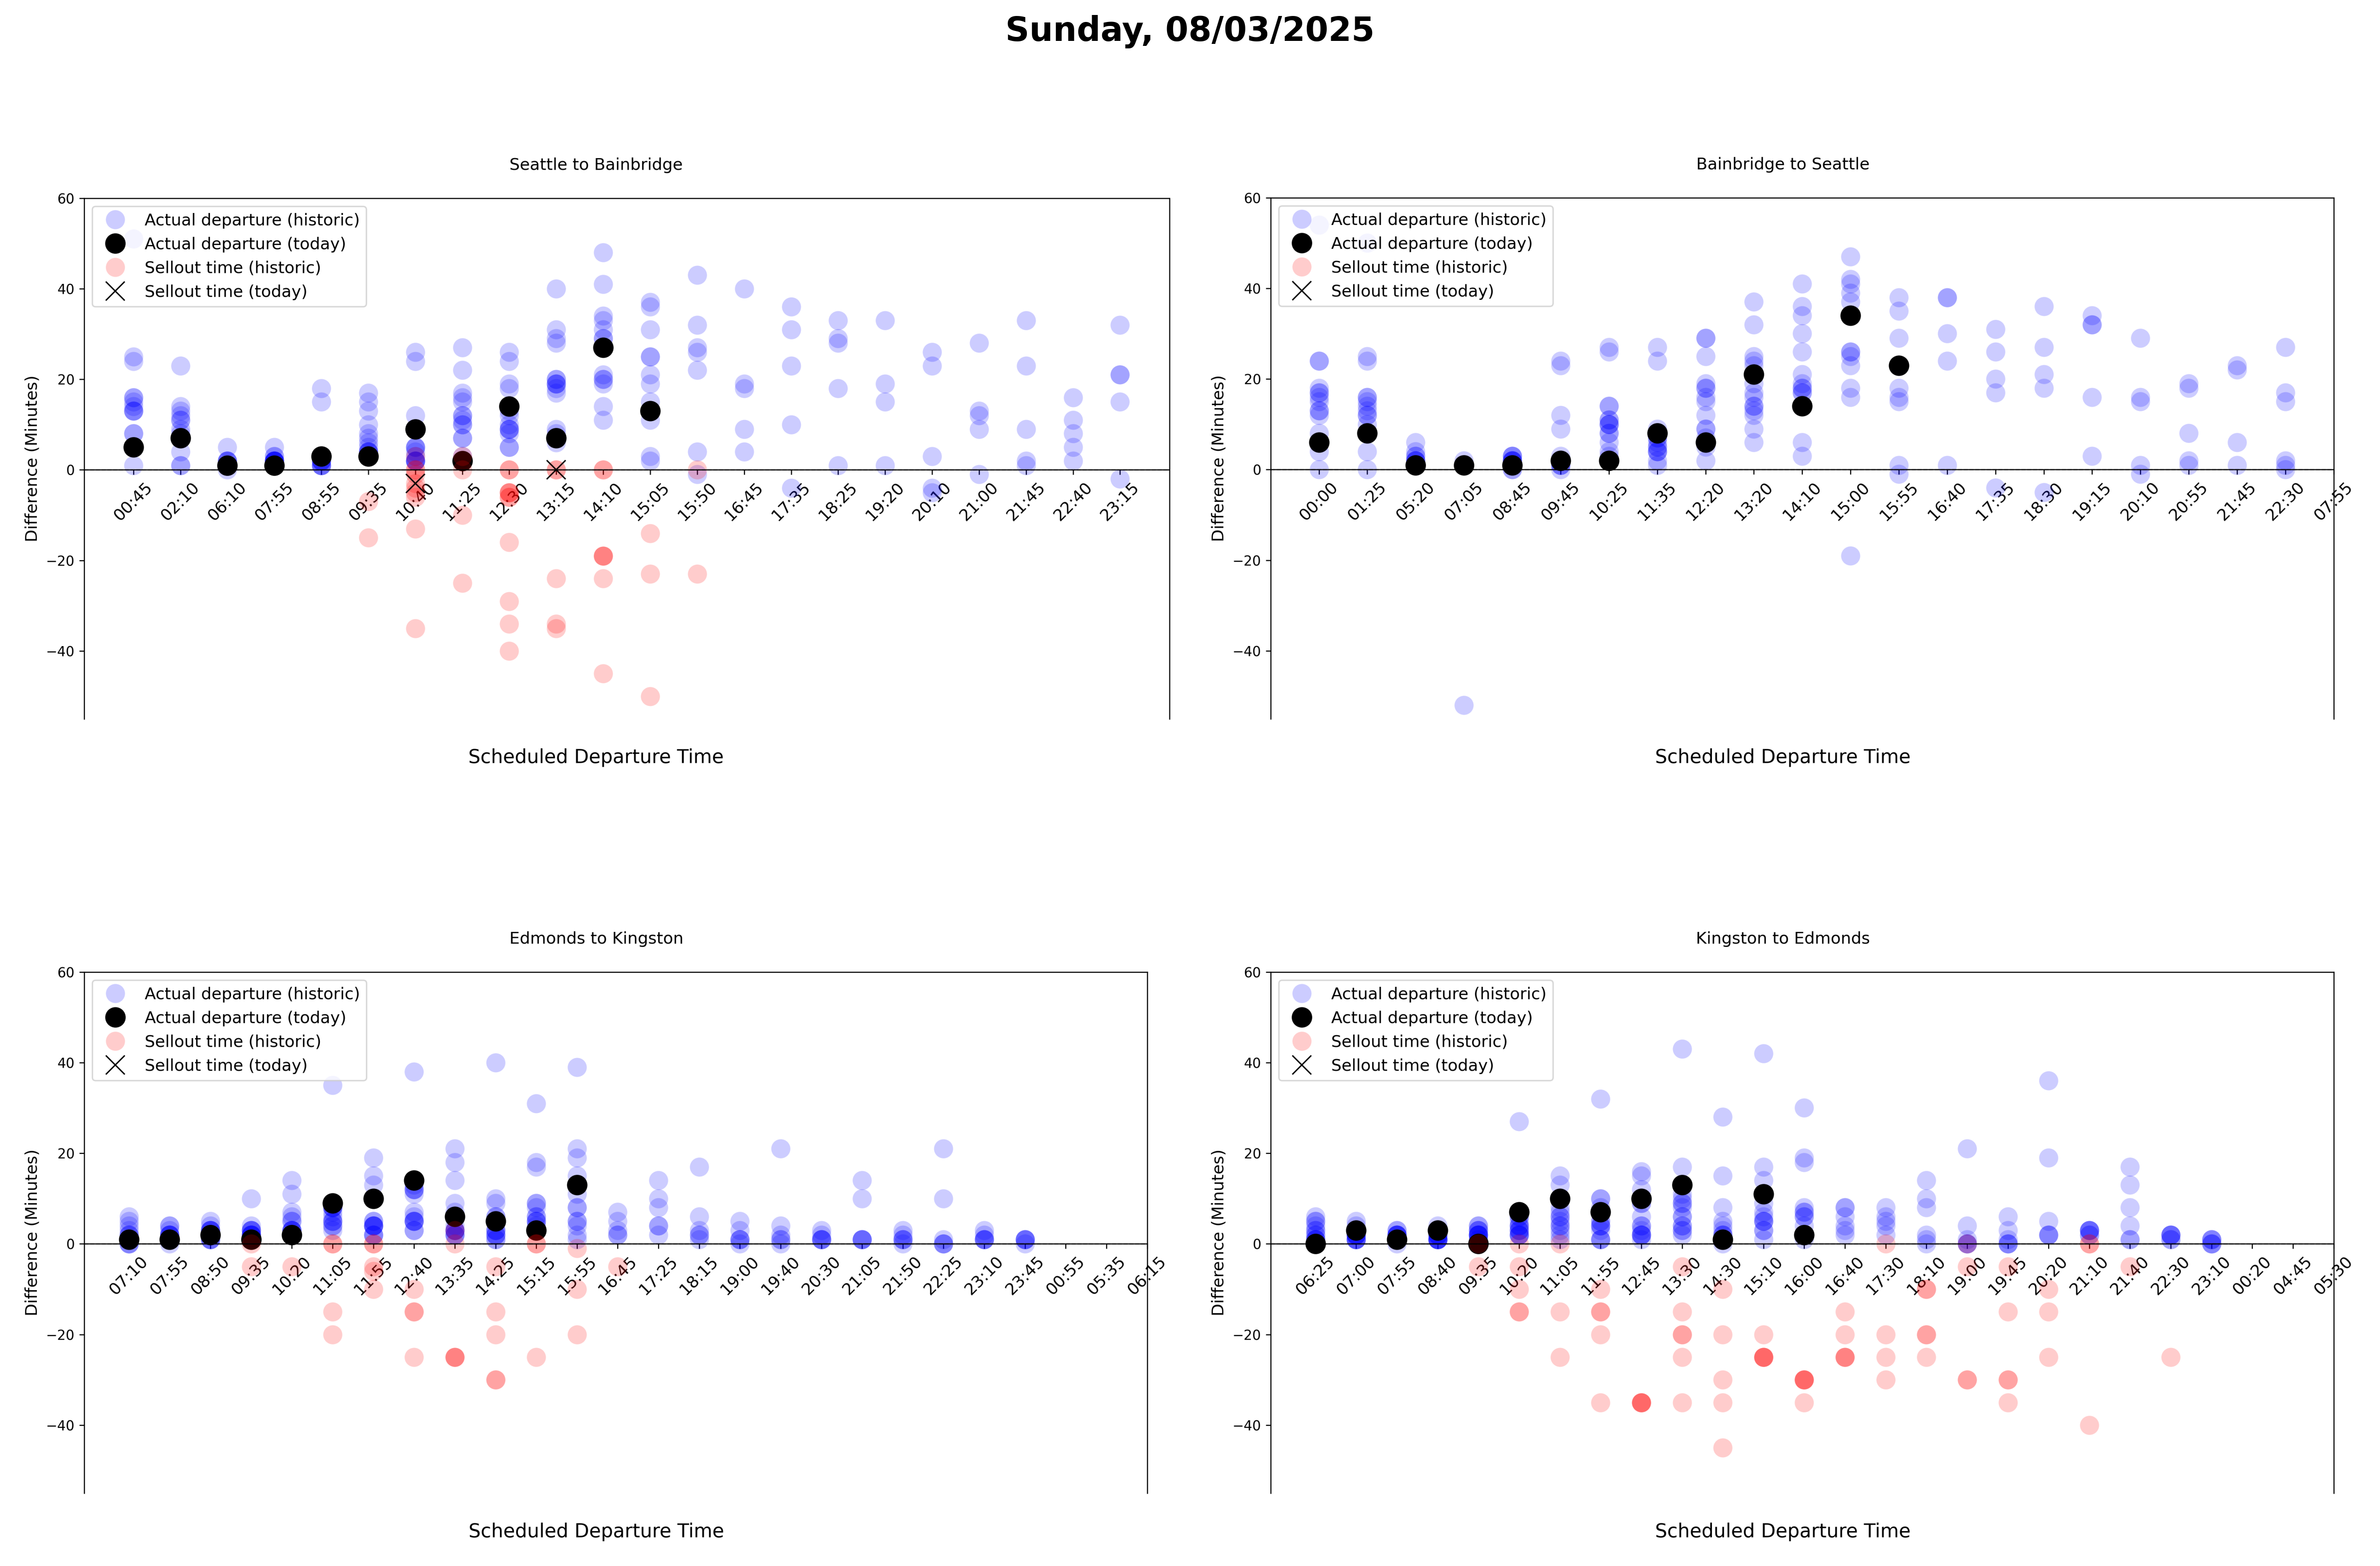 Sunday, 08/03/2025
Seattle to Bainbridge
60
40
20
0
−20
−40
Difference (Minutes)
Actual departure (historic)
Actual departure (today)
Sellout time (historic)
Sellout time (today)
00:45 02:10 06:10 07:55 08:55 09:35 10:40 11:25 12:30 13:15 14:10 15:05 15:50 16:45 17:35 18:25 19:20 20:10 21:00 21:45 22:40 23:15
Scheduled Departure Time
Bainbridge to Seattle
60
40
20
0
−20
−40
Difference (Minutes)
Actual departure (historic)
Actual departure (today)
Sellout time (historic)
Sellout time (today)
00:00 01:25 05:20 07:05 08:45 09:45 10:25 11:35 12:20 13:20 14:10 15:00 15:55 16:40 17:35 18:30 19:15 20:10 20:55 21:45 22:30 07:55
Scheduled Departure Time
Edmonds to Kingston
60
40
20
0
−20
−40
Difference (Minutes)
Actual departure (historic)
Actual departure (today)
Sellout time (historic)
Sellout time (today)
07:10 07:55 08:50 09:35 10:20 11:05 11:55 12:40 13:35 14:25 15:15 15:55 16:45 17:25 18:15 19:00 19:40 20:30 21:05 21:50 22:25 23:10 23:45 00:55 05:35 06:15
Scheduled Departure Time
Kingston to Edmonds
60
40
20
0
−20
−40
Difference (Minutes)
Actual departure (historic)
Actual departure (today)
Sellout time (historic)
Sellout time (today)
06:25 07:00 07:55 08:40 09:35 10:20 11:05 11:55 12:45 13:30 14:30 15:10 16:00 16:40 17:30 18:10 19:00 19:45 20:20 21:10 21:40 22:30 23:10 00:20 04:45 05:30
Scheduled Departure Time